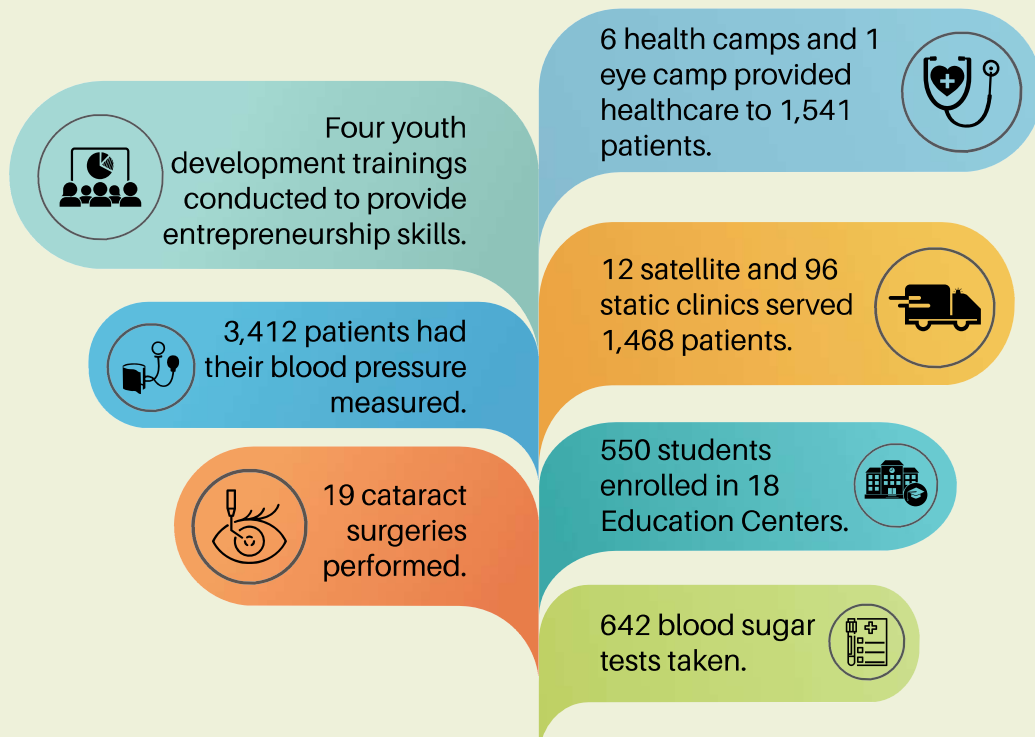 6 health camps and 1
eye camp provided
healthcare to 1,541
patients.
Four youth
development trainings
conducted to provide
entrepreneurship skills.
12 satellite and 96
static clinics served
1,468 patients.
3,412 patients had
their blood pressure
measured.
550 students
enrolled in 18
Education Centers.
19 cataract
surgeries
performed.
642 blood sugar
tests taken.